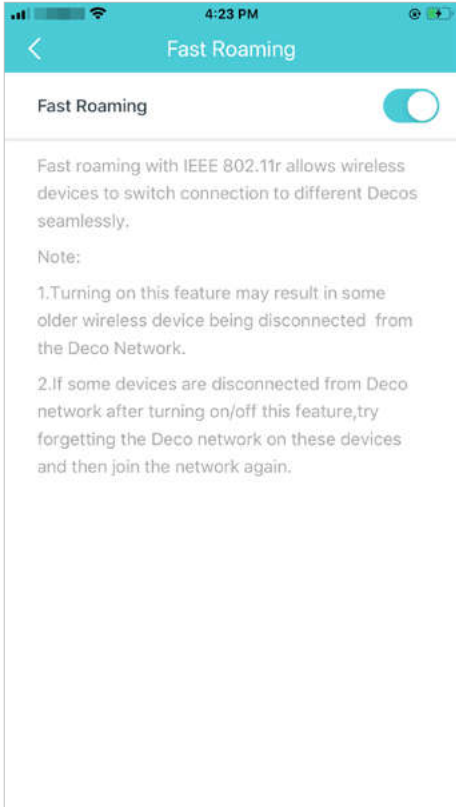 4:23 PM
Fast Roaming
Fast Roaming
Fast roaming with IEEE 802.11r allows wireless
devices to switch connection to different Decos
seamlessly.
Note:
1.Turning on this feature may result in some
older wireless device being disconnected from
the Deco Network.
2.If some devices are disconnected from Deco
network after turning on/off this feature,try
forgetting the Deco network on these devices
and then join the network again.